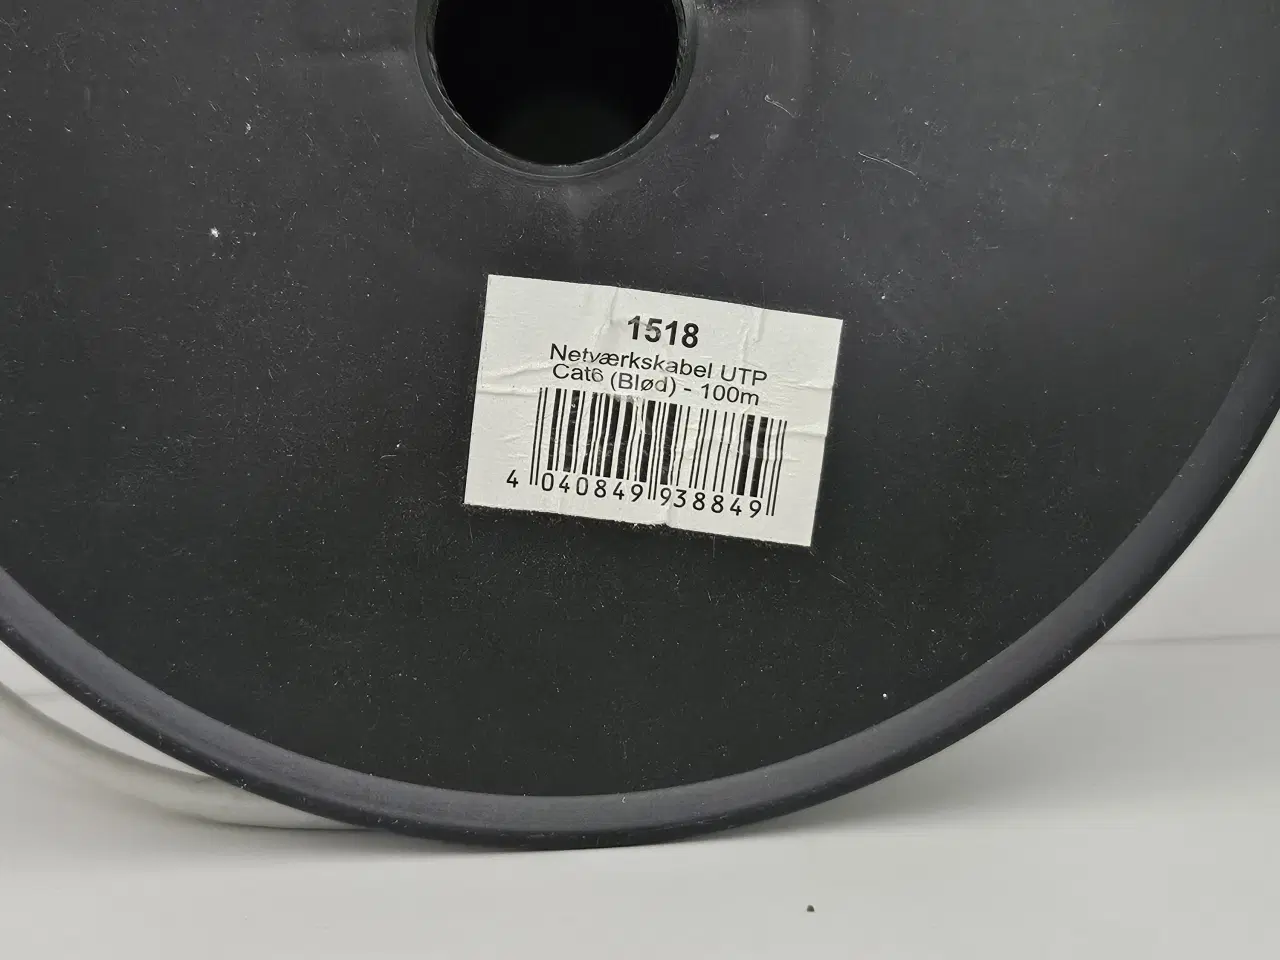 1518
Netværkskabel UTP
Cat6 (Blød) - 100m
4 040849 938849